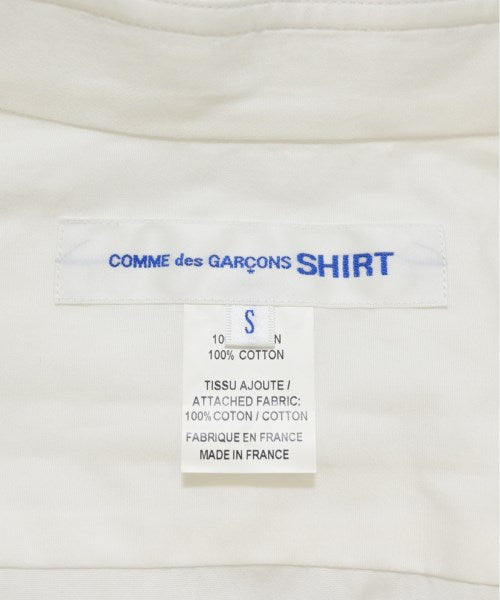 COMME des GARÇONS SHIRT
S
100% COTTON
TISSU AJOUTE /
ATTACHED FABRIC:
100% COTON / COTTON
FABRIQUE EN FRANCE
MADE IN FRANCE